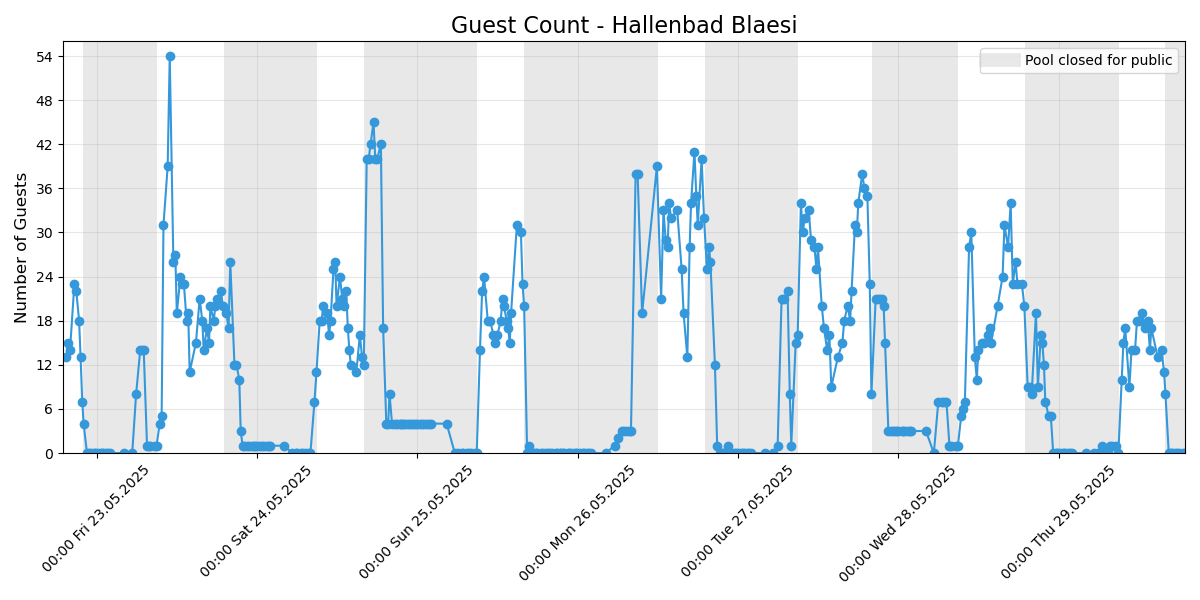 Guest Count - Hallenbad Blaesi
Pool closed for public
Number of Guests
54
48
42
36
30
24
18
12
6
0
00:00 Fri 23.05.2025
00:00 Sat 24.05.2025
00:00 Sun 25.05.2025
00:00 Mon 26.05.2025
00:00 Tue 27.05.2025
00:00 Wed 28.05.2025
00:00 Thu 29.05.2025